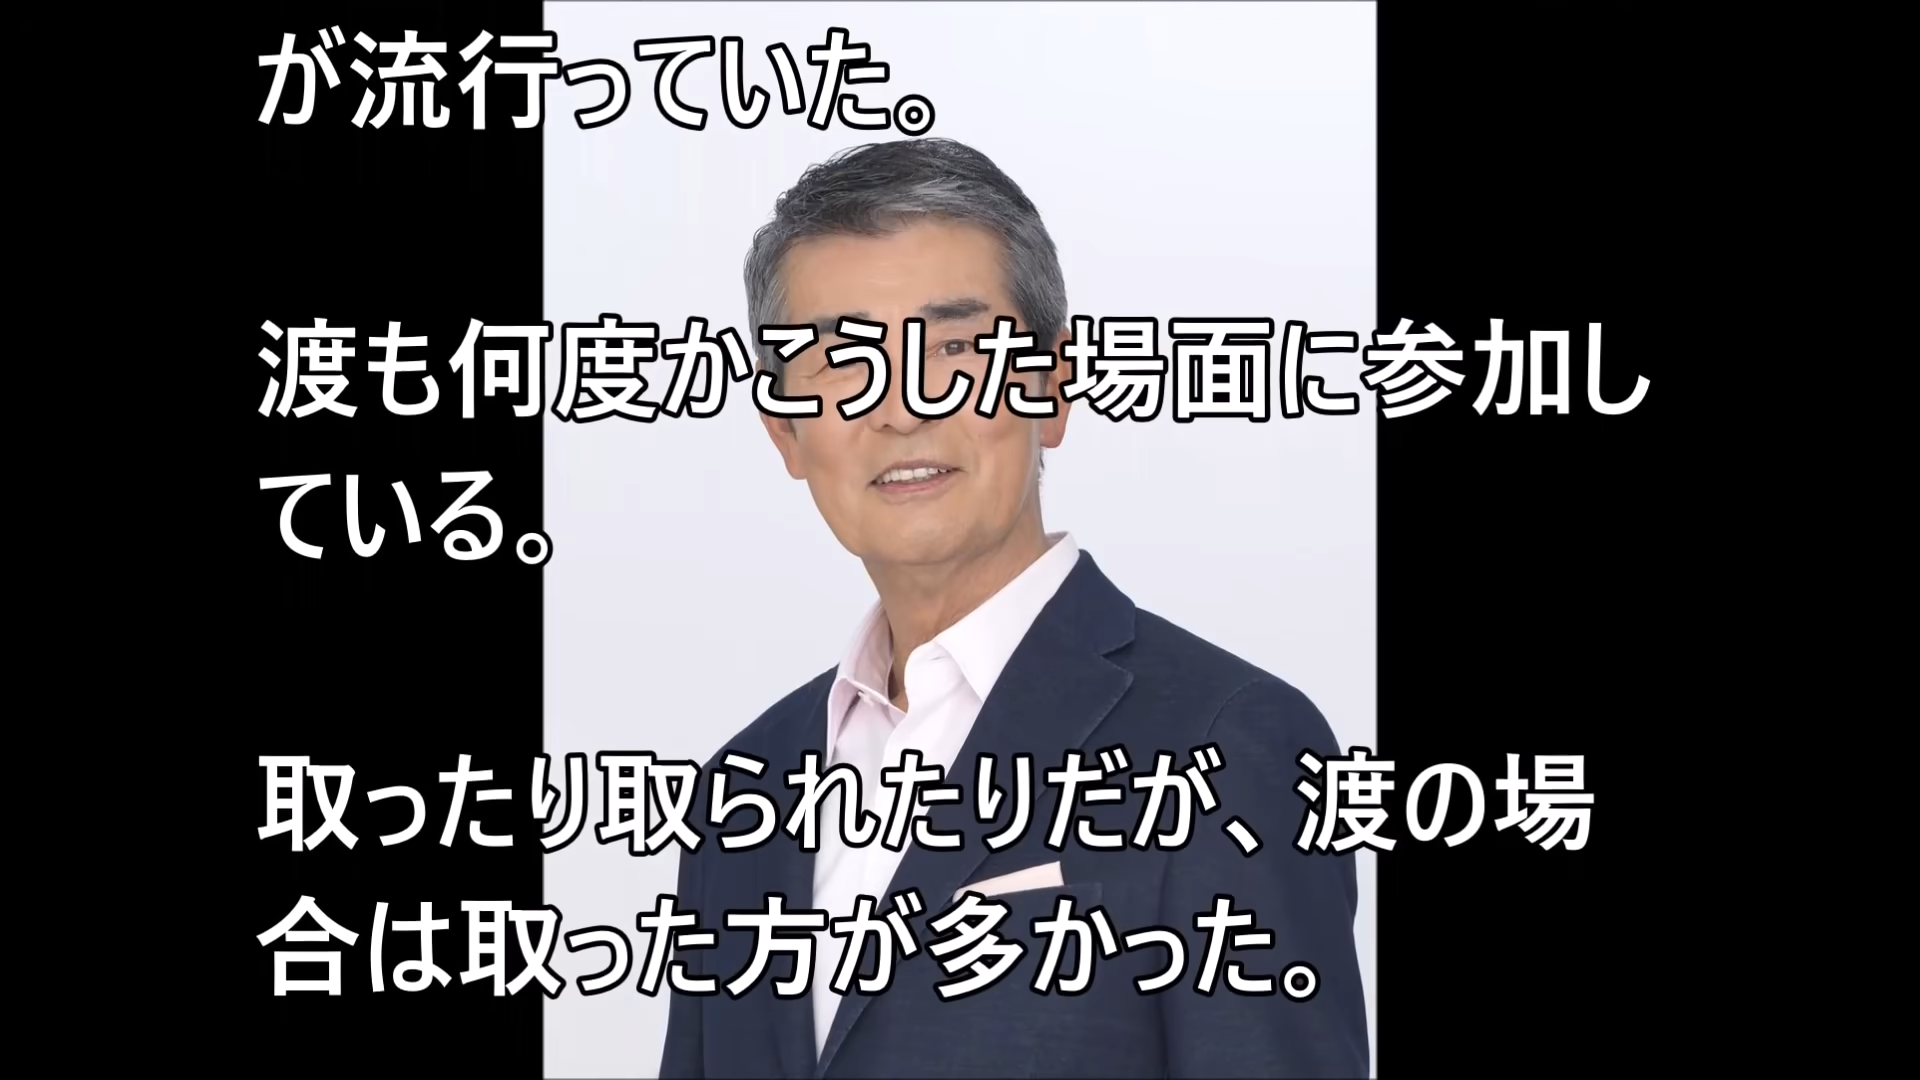 が流行っていた。
渡も何度かこうした場面に参加し
ている。
取ったり取られたりだが、渡の場
合は取った方が多かった。